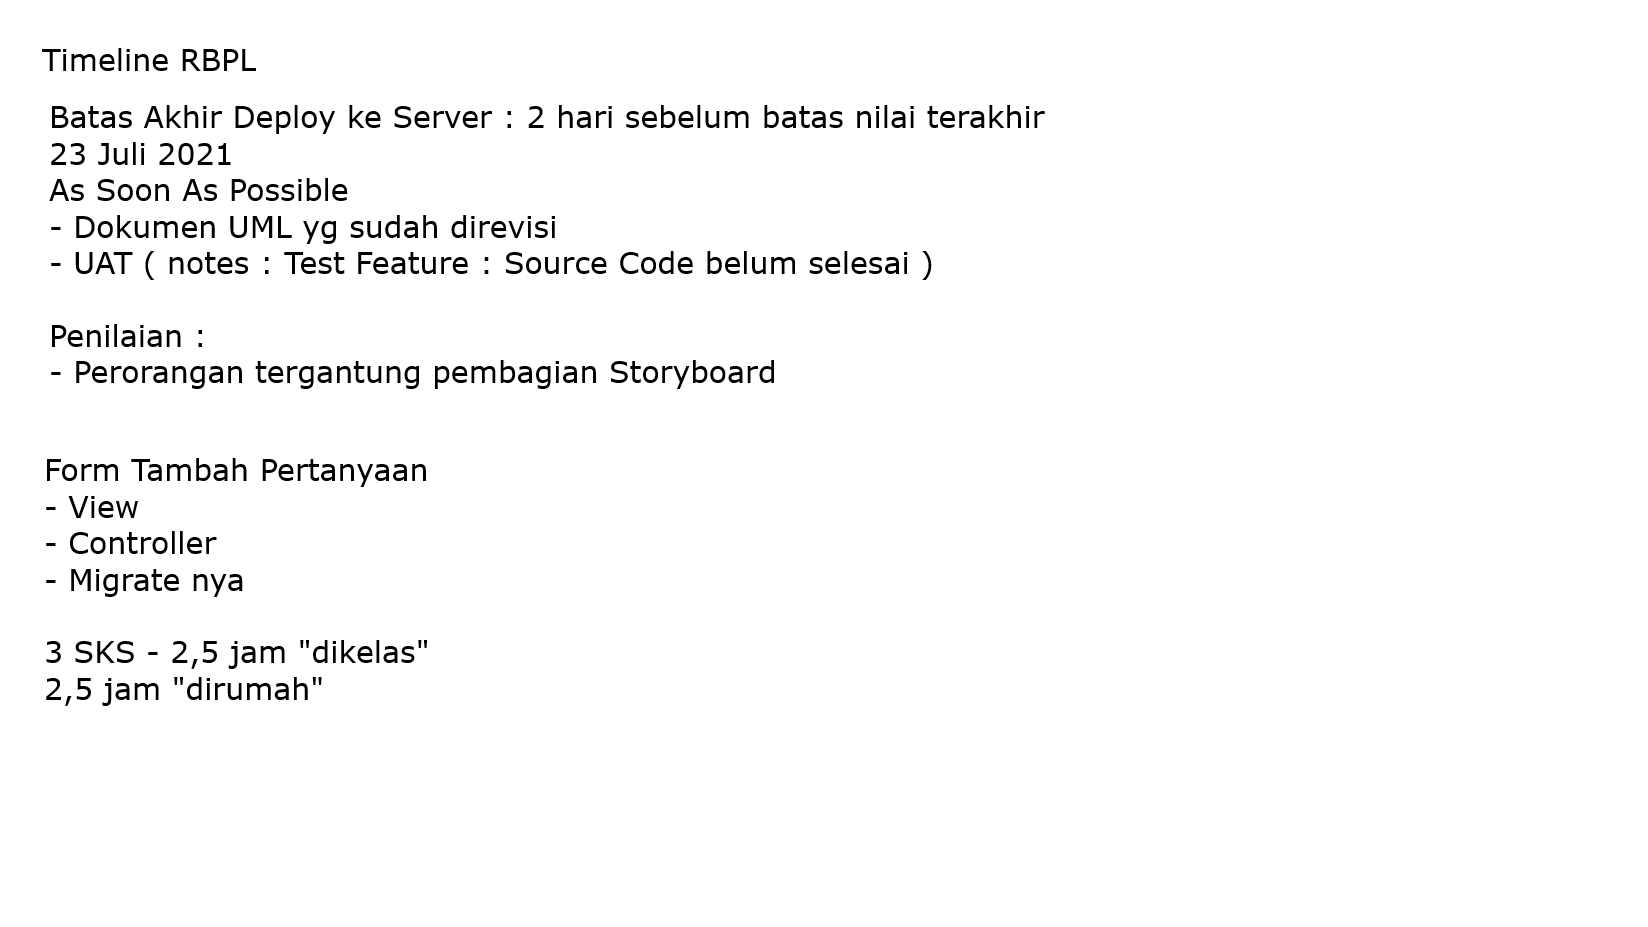 Timeline RBPL
Batas Akhir Deploy ke Server : 2 hari sebelum batas nilai terakhir
23 Juli 2021
As Soon As Possible
- Dokumen UML yg sudah direvisi
- UAT ( notes : Test Feature : Source Code belum selesai )
Penilaian :
- Perorangan tergantung pembagian Storyboard
Form Tambah Pertanyaan
- View
- Controller
- Migrate nya
3 SKS - 2,5 jam "dikelas"
2,5 jam "dirumah"